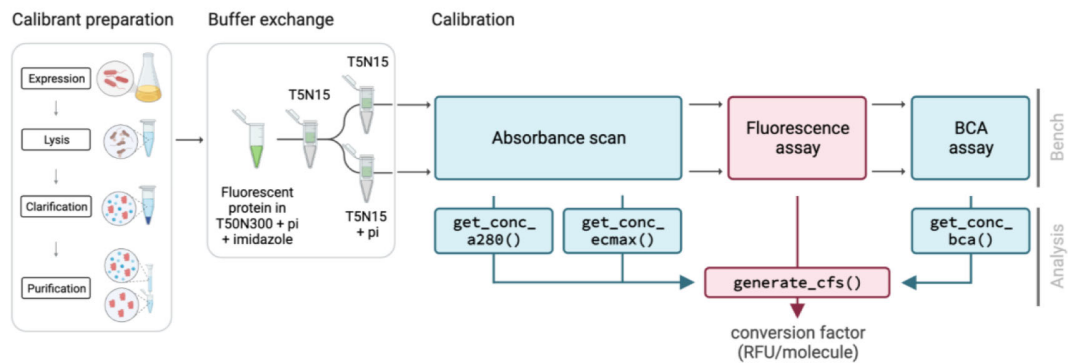 Calibrant preparation
Expression
Lysis
Clarification
Purification
Buffer exchange
T5N15
T5N15
Fluorescent
protein in
T50N300 + pi
+ imidazole
T5N15
+ pi
Calibration
Absorbance scan
Fluorescence
assay
BCA
assay
Bench
get_conc_
a280()
get_conc_
ecmax()
get_conc_
bca()
Analysis
generate_cfs()
conversion factor
(RFU/molecule)